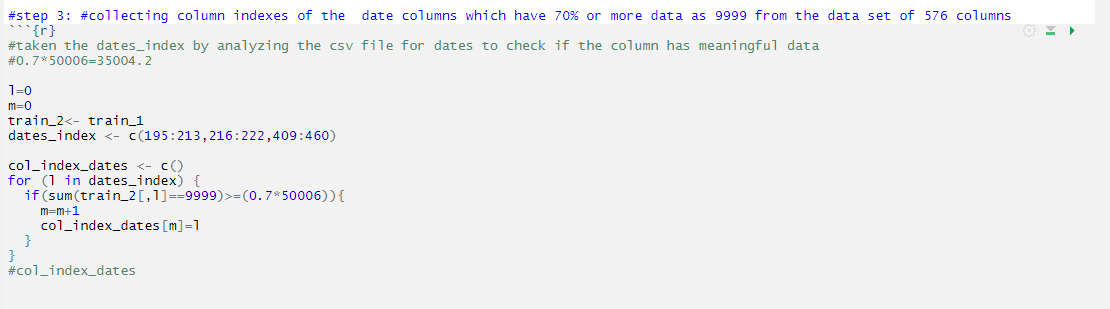 #step 3: #collecting column indexes of the  date columns which have 70% or more data as 9999 from the data set of 576 columns
```{r}
#taken the dates_index by analyzing the csv file for dates to check if the column has meaningful data
#0.7*50006=35004.2

l=0
m=0
train_2<- train_1
dates_index <- c(195:213,216:222,409:460)

col_index_dates <- c()
for (l in dates_index) {
  if(sum(train_2[,l]==9999)>=(0.7*50006)){
    m=m+1
    col_index_dates[m]=l
  }
}
#col_index_dates